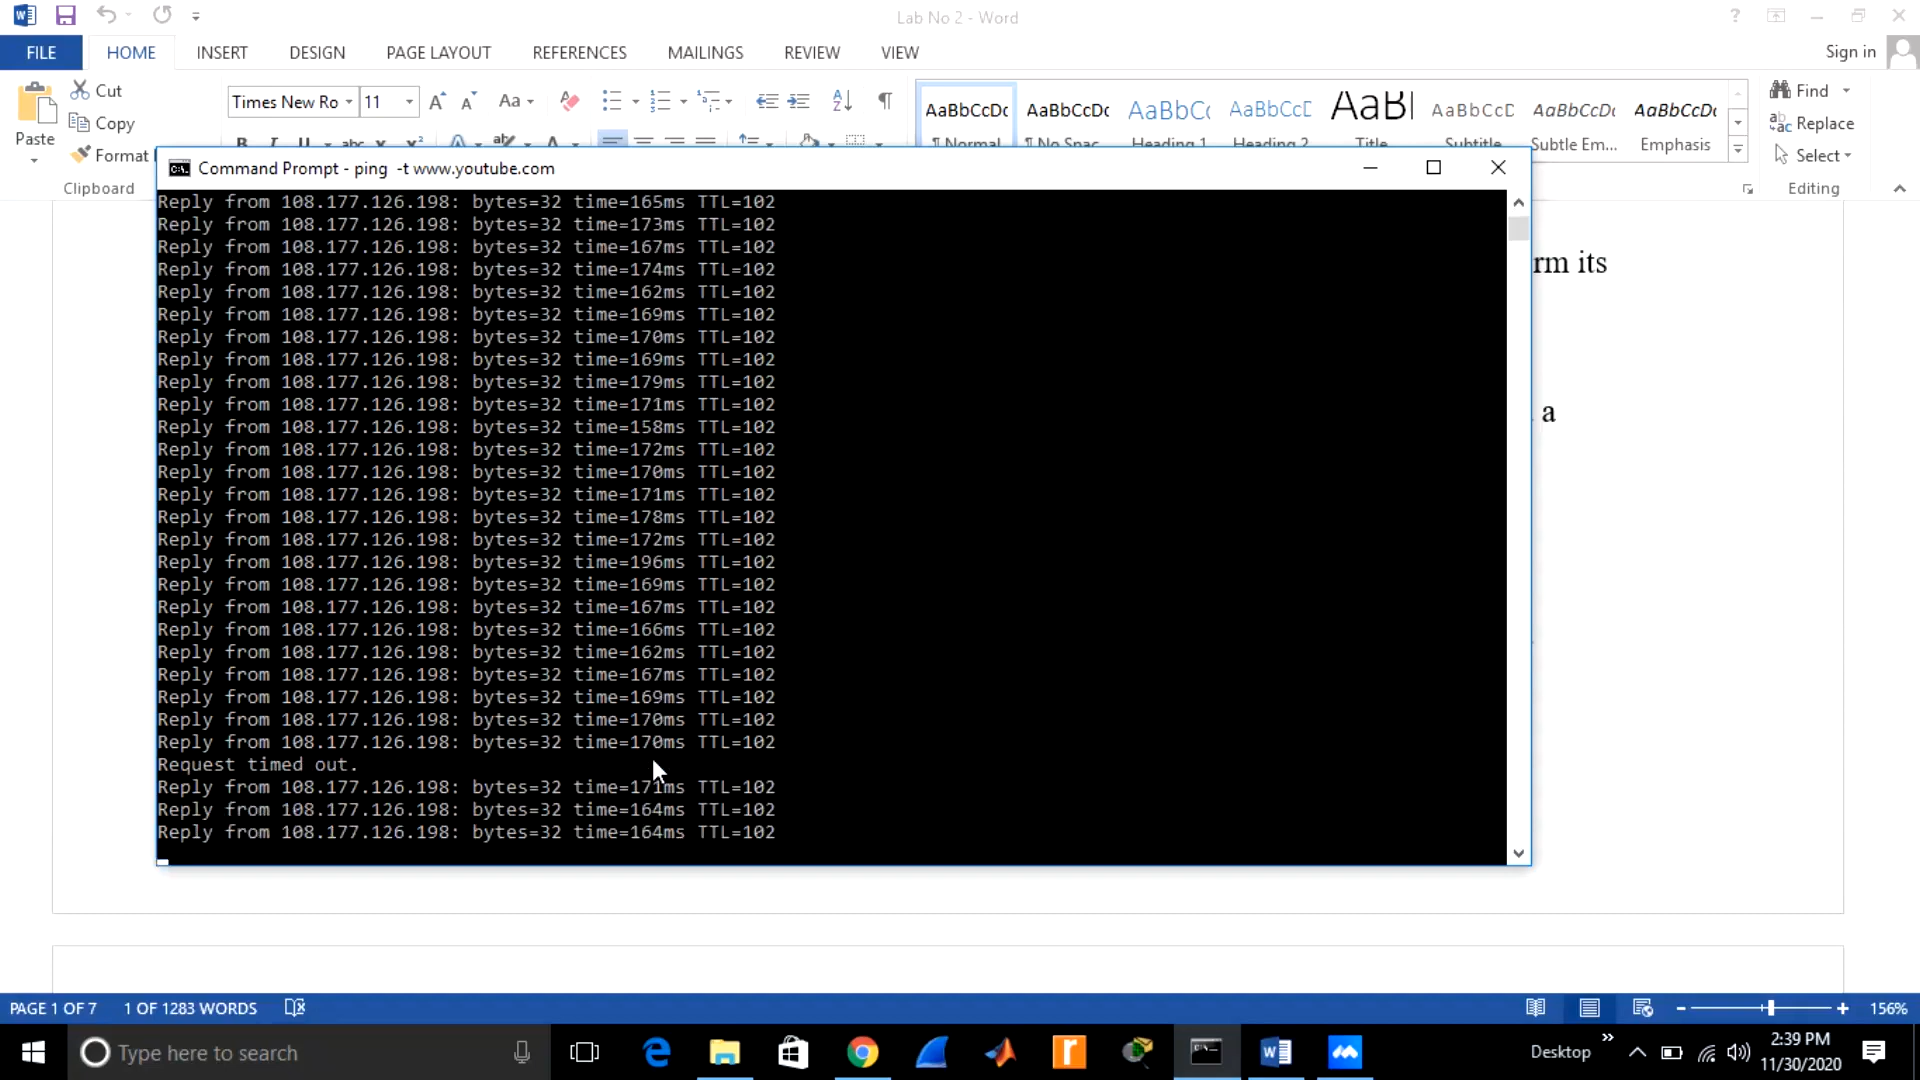 Lab No 2 - Word
FILE HOME INSERT DESIGN PAGE LAYOUT REFERENCES MAILINGS REVIEW VIEW Sign in
Paste
Cut
Copy
Format
Clipboard
Times New Ro 11
AaBbCcDc AaBbCcDc AaBbC( AaBbCcD AaB AaBbCcD AaBbCcDc AaBbCcDc
¶ Normal ¶ No Spac... Heading 1 Heading 2 Title Subtitle Subtle Em... Emphasis
Find
Replace
Select
Editing
Command Prompt - ping -t www.youtube.com
Reply from 108.177.126.198: bytes=32 time=165ms TTL=102
Reply from 108.177.126.198: bytes=32 time=173ms TTL=102
Reply from 108.177.126.198: bytes=32 time=167ms TTL=102
Reply from 108.177.126.198: bytes=32 time=174ms TTL=102
Reply from 108.177.126.198: bytes=32 time=162ms TTL=102
Reply from 108.177.126.198: bytes=32 time=169ms TTL=102
Reply from 108.177.126.198: bytes=32 time=170ms TTL=102
Reply from 108.177.126.198: bytes=32 time=169ms TTL=102
Reply from 108.177.126.198: bytes=32 time=179ms TTL=102
Reply from 108.177.126.198: bytes=32 time=171ms TTL=102
Reply from 108.177.126.198: bytes=32 time=158ms TTL=102
Reply from 108.177.126.198: bytes=32 time=172ms TTL=102
Reply from 108.177.126.198: bytes=32 time=170ms TTL=102
Reply from 108.177.126.198: bytes=32 time=171ms TTL=102
Reply from 108.177.126.198: bytes=32 time=178ms TTL=102
Reply from 108.177.126.198: bytes=32 time=172ms TTL=102
Reply from 108.177.126.198: bytes=32 time=196ms TTL=102
Reply from 108.177.126.198: bytes=32 time=169ms TTL=102
Reply from 108.177.126.198: bytes=32 time=167ms TTL=102
Reply from 108.177.126.198: bytes=32 time=166ms TTL=102
Reply from 108.177.126.198: bytes=32 time=162ms TTL=102
Reply from 108.177.126.198: bytes=32 time=167ms TTL=102
Reply from 108.177.126.198: bytes=32 time=169ms TTL=102
Reply from 108.177.126.198: bytes=32 time=170ms TTL=102
Reply from 108.177.126.198: bytes=32 time=170ms TTL=102
Request timed out.
Reply from 108.177.126.198: bytes=32 time=171ms TTL=102
Reply from 108.177.126.198: bytes=32 time=164ms TTL=102
Reply from 108.177.126.198: bytes=32 time=164ms TTL=102
rm its
a
PAGE 1 OF 7 1 OF 1283 WORDS 156%
Type here to search
Desktop
2:39 PM
11/30/2020